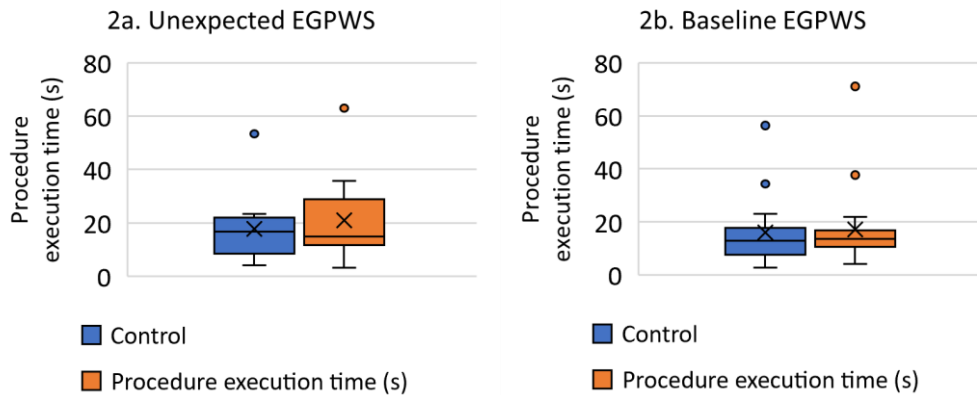 2a. Unexpected EGPWS
Procedure
execution time (s)
80
60
40
20
0
Control
Procedure execution time (s)
2b. Baseline EGPWS
Procedure
execution time (s)
80
60
40
20
0
Control
Procedure execution time (s)